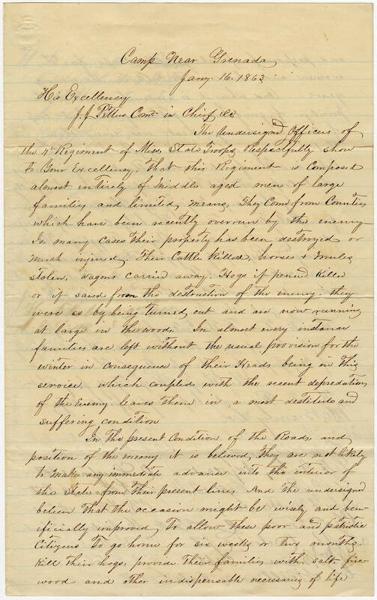 Camp Near Grenada
Jany 16. 1863
His Excellency
J. J. Pettus Com in Chief &c
The undersigned Officers of
the 4th Regiment of Miss State Troops, Respectfully show
to your Excellency, that this Regiment is composed
almost entirely of middle aged men of large
families and limited means, They Come from Counties
which have been recently overrun by the enemy
In many cases their property has been destroyed or
much injured. Their Cattle Killed, horses & mules,
stolen, wagons carried away. Hogs if pened killed
or if saved from the destruction of the enemy: they
were so by being turned out and are now running
at large in the woods. In almost every instance
families are left without the usual provision for the
winter in consequence of their Heads being in this
service, which coupled with the recent depredations
of the enemy leaves them in a most destitute and
suffering condition
In the present condition of the Roads, and
position of the enemy it is believed, they are not likely
to make any immediate advance into the interior of
this State from their present lines. And the undersigned
believe that the occasion might be wisely and ben-
eficially improved, To allow these poor and patriotic
Citizens to go home for six weeks or two months,
kill their hogs, provide their families with salt, fire
wood and other indispensable necessaries of life